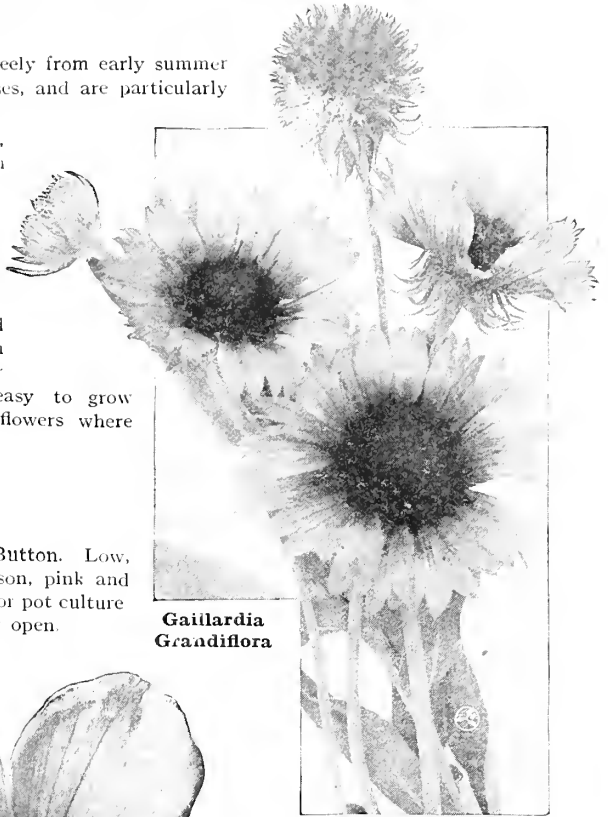 eely from early summer
es, and are particularly
easy to grow
flowers where
Button. Low,
son, pink and
or pot culture
open.
Gaillardia
Grandiflora